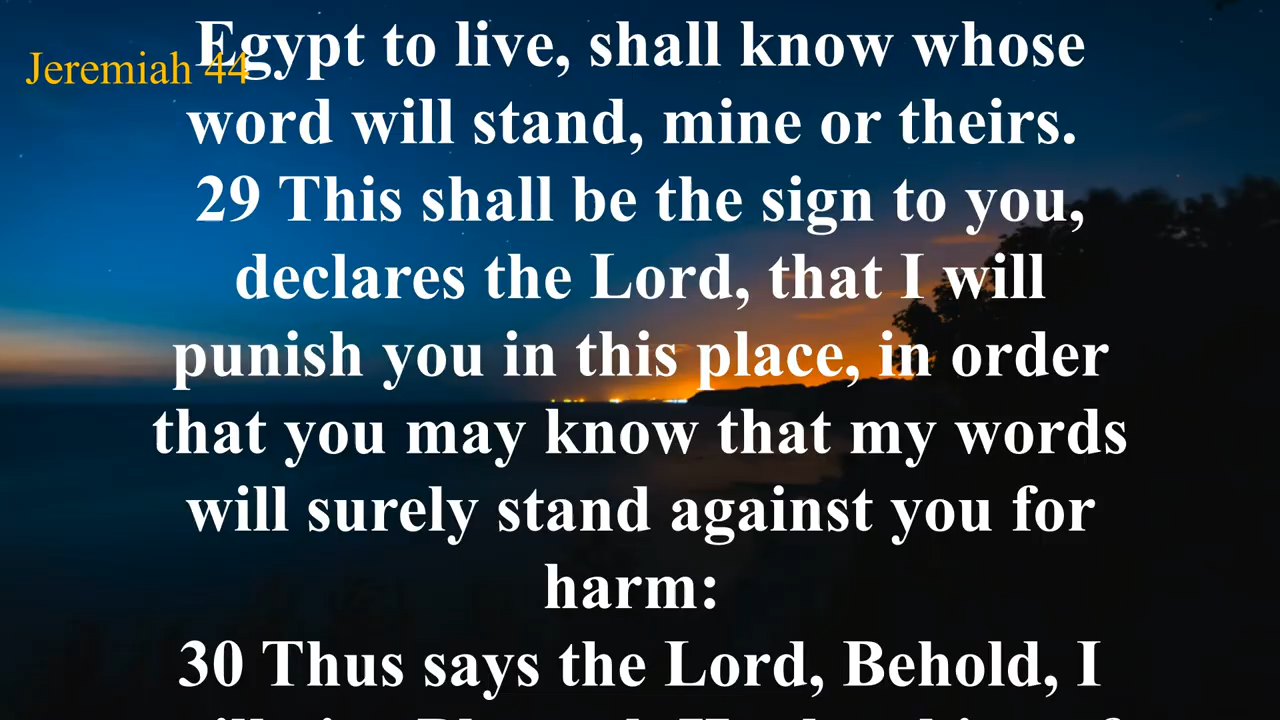 Jeremiah 44
Egypt to live, shall know whose
word will stand, mine or theirs.
29 This shall be the sign to you,
declares the Lord, that I will
punish you in this place, in order
that you may know that my words
will surely stand against you for
harm:
30 Thus says the Lord, Behold, I